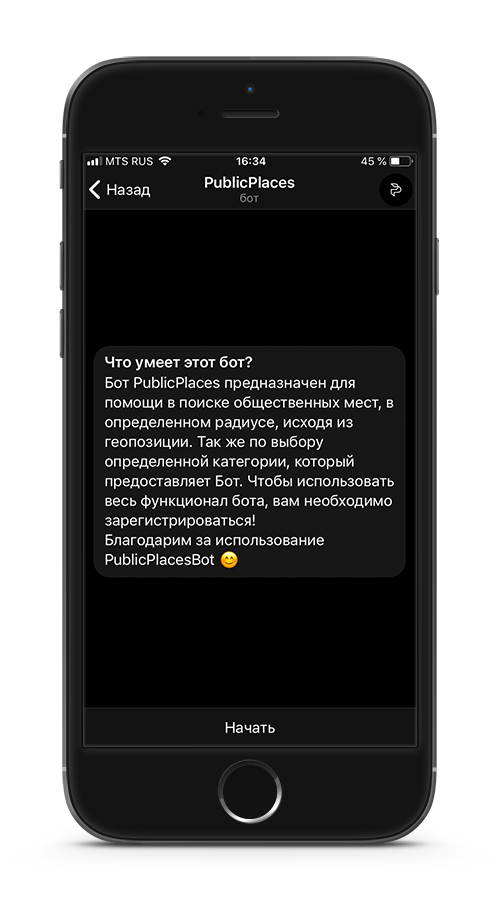 MTS RUS 16:34 45 %
Назад PublicPlaces
бот
Что умеет этот бот?
Бот PublicPlaces предназначен для
помощи в поиске общественных мест, в
определенном радиусе, исходя из
геопозиции. Так же по выбору
определенной категории, который
предоставляет Бот. Чтобы использовать
весь функционал бота, вам необходимо
зарегистрироваться!
Благодарим за использование
PublicPlacesBot 😊
Начать